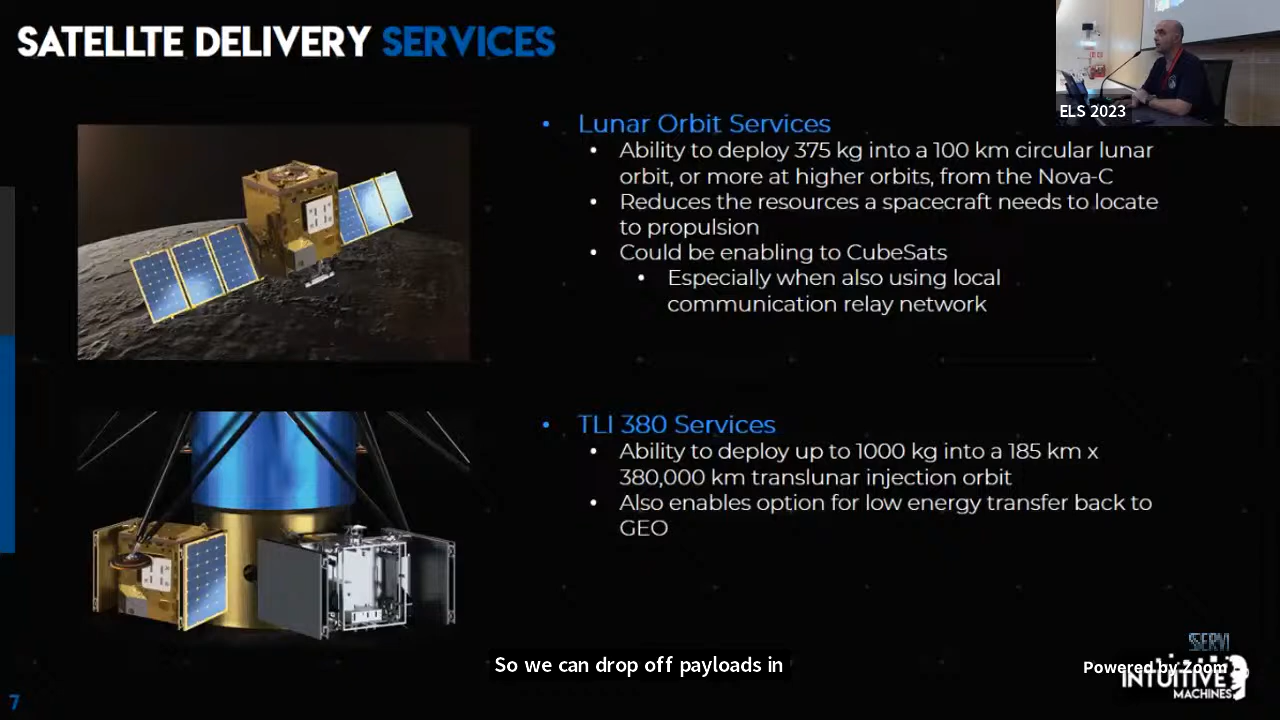 SATELLTE DELIVERY SERVICES
ELS 2023
• Lunar Orbit Services
• Ability to deploy 375 kg into a 100 km circular lunar
orbit, or more at higher orbits, from the Nova-C
• Reduces the resources a spacecraft needs to locate
to propulsion
• Could be enabling to CubeSats
• Especially when also using local
communication relay network
• TLI 380 Services
• Ability to deploy up to 1000 kg into a 185 km x
380,000 km translunar injection orbit
• Also enables option for low energy transfer back to
GEO
So we can drop off payloads in
SERVI
Powered by Zoom
INTUITIVE
MACHINES
7